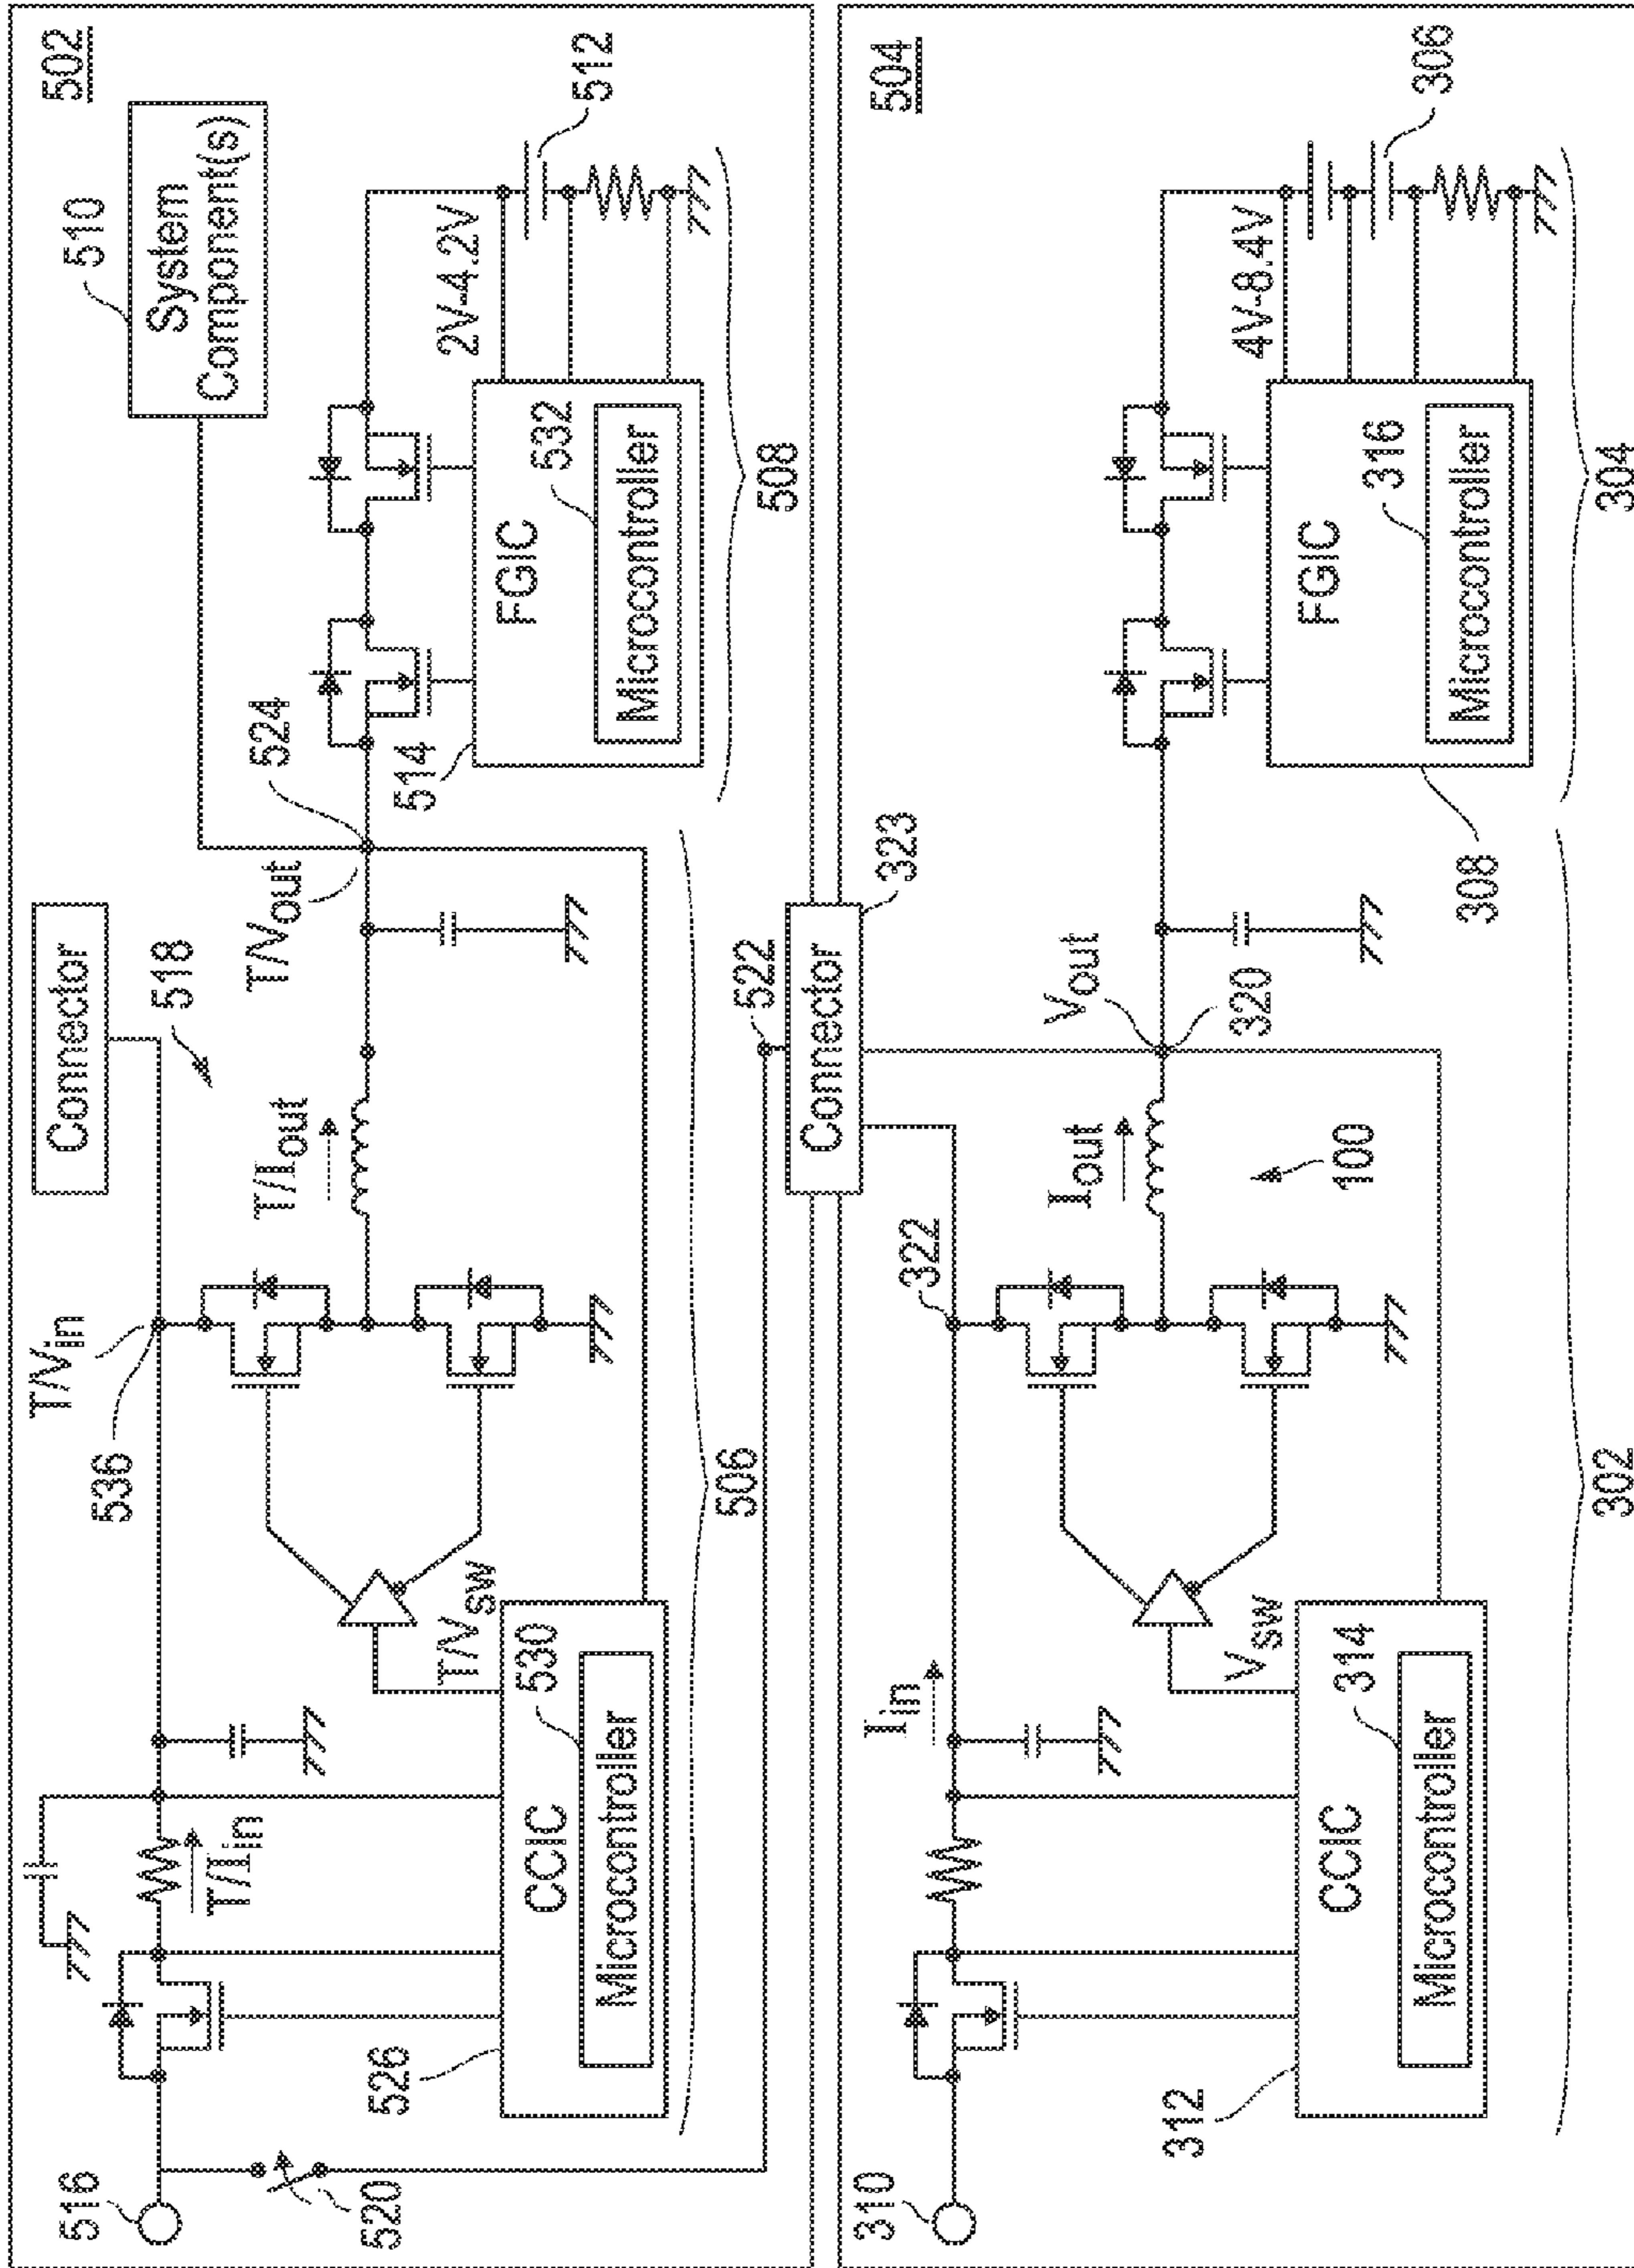 502
510
System
Component(s)
512
2V-4.2V
524
T/Vout
514
FGIC
532
Microcontroller
508
Connector
518
T/Iout
T/Vin
536
T/Vsw
506
T/Iin
CCIC
530
Microcontroller
526
516
520
522
Connector
323
504
306
4V-8.4V
FGIC
316
Microcontroller
308
304
Vout
320
Iout
100
322
Iin
Vsw
CCIC
314
Microcontroller
312
310
302